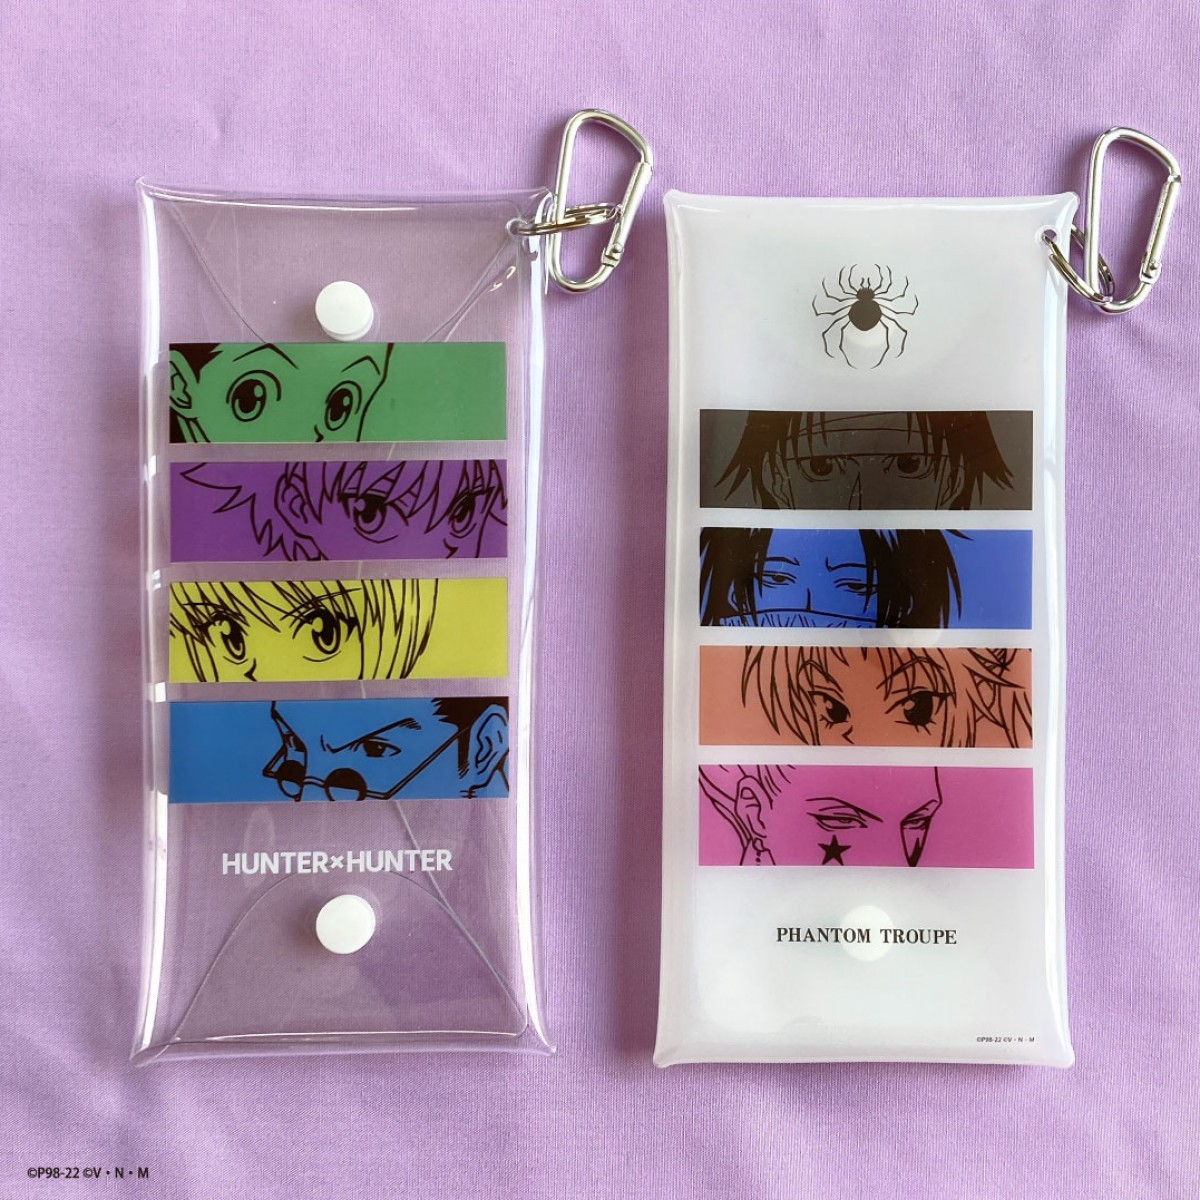 HUNTER×HUNTER
PHANTOM TROUPE
©P98-22 ©V・N・M
©P98-22 ©V・N・M